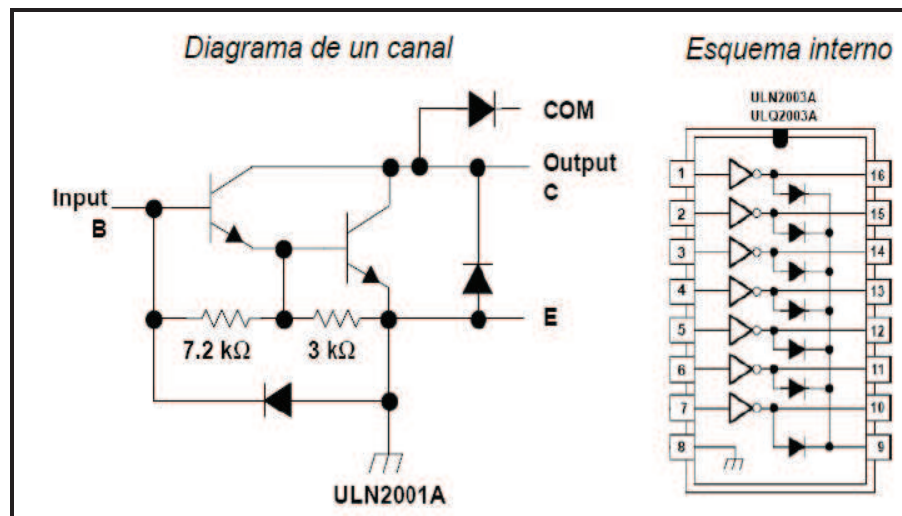 Diagrama de un canal
COM
Output
C
Input
B
E
7.2 kΩ
3 kΩ
ULN2001A
Esquema interno
ULN2003A
ULQ2003A
1
16
2
15
3
14
4
13
5
12
6
11
7
10
8
9